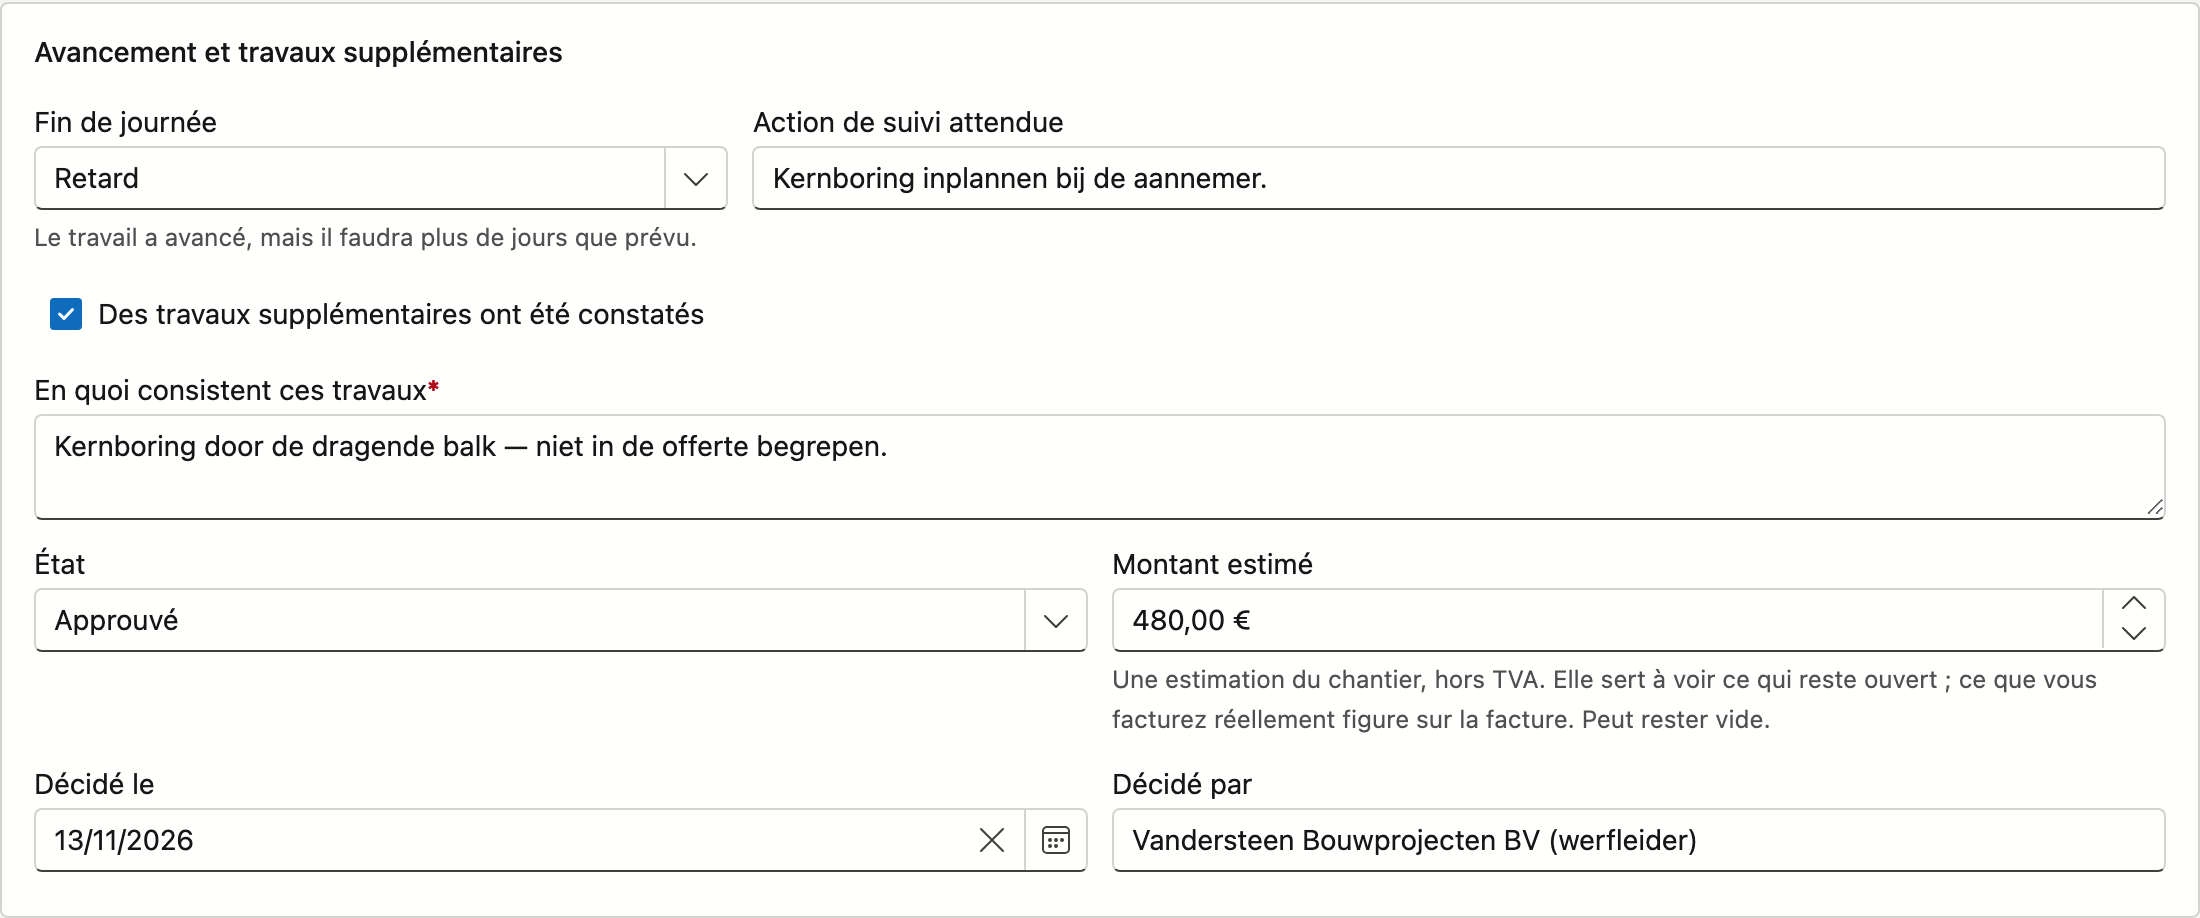 Avancement et travaux supplémentaires
Fin de journée
Action de suivi attendue
Retard
Kernboring inplannen bij de aannemer.
Le travail a avancé, mais il faudra plus de jours que prévu.
Des travaux supplémentaires ont été constatés
En quoi consistent ces travaux*
Kernboring door de dragende balk — niet in de offerte begrepen.
État
Montant estimé
Approuvé
480,00 €
Une estimation du chantier, hors TVA. Elle sert à voir ce qui reste ouvert ; ce que vous
facturez réellement figure sur la facture. Peut rester vide.
Décidé le
Décidé par
13/11/2026
Vandersteen Bouwprojecten BV (werfleider)